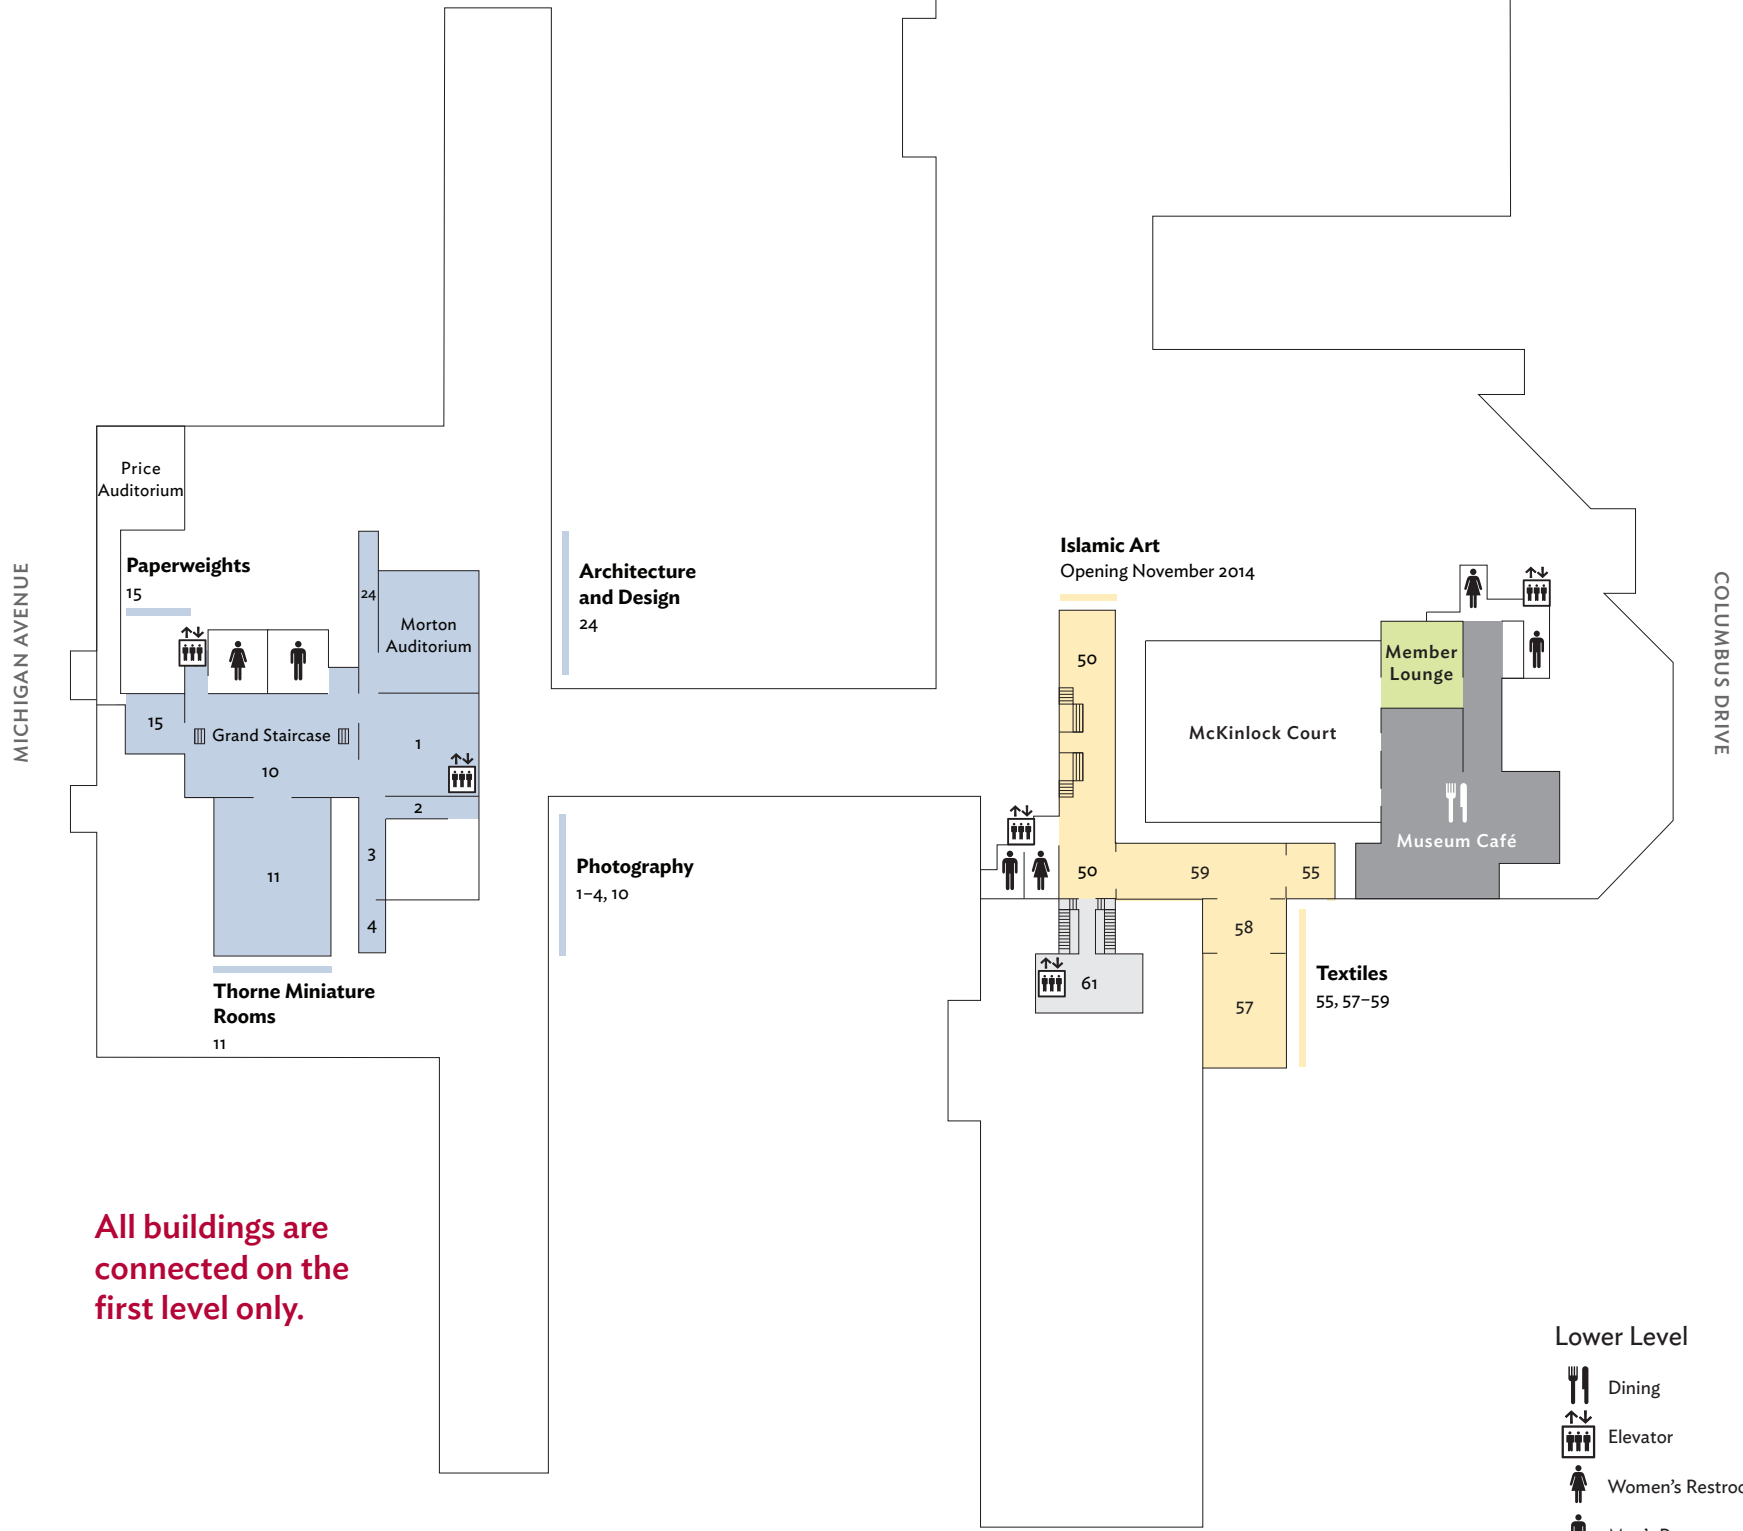 MICHIGAN AVENUE
Price
Auditorium
Paperweights
15
24
Morton
Auditorium
15
Grand Staircase
1
10
2
3
11
4
Thorne Miniature
Rooms
11
Architecture
and Design
24
Photography
1–4, 10
Islamic Art
Opening November 2014
50
McKinlock Court
Member
Lounge
Museum Café
50
59
55
58
61
57
Textiles
55, 57–59
COLUMBUS DRIVE
All buildings are
connected on the
first level only.
Lower Level
Dining
Elevator
Women's